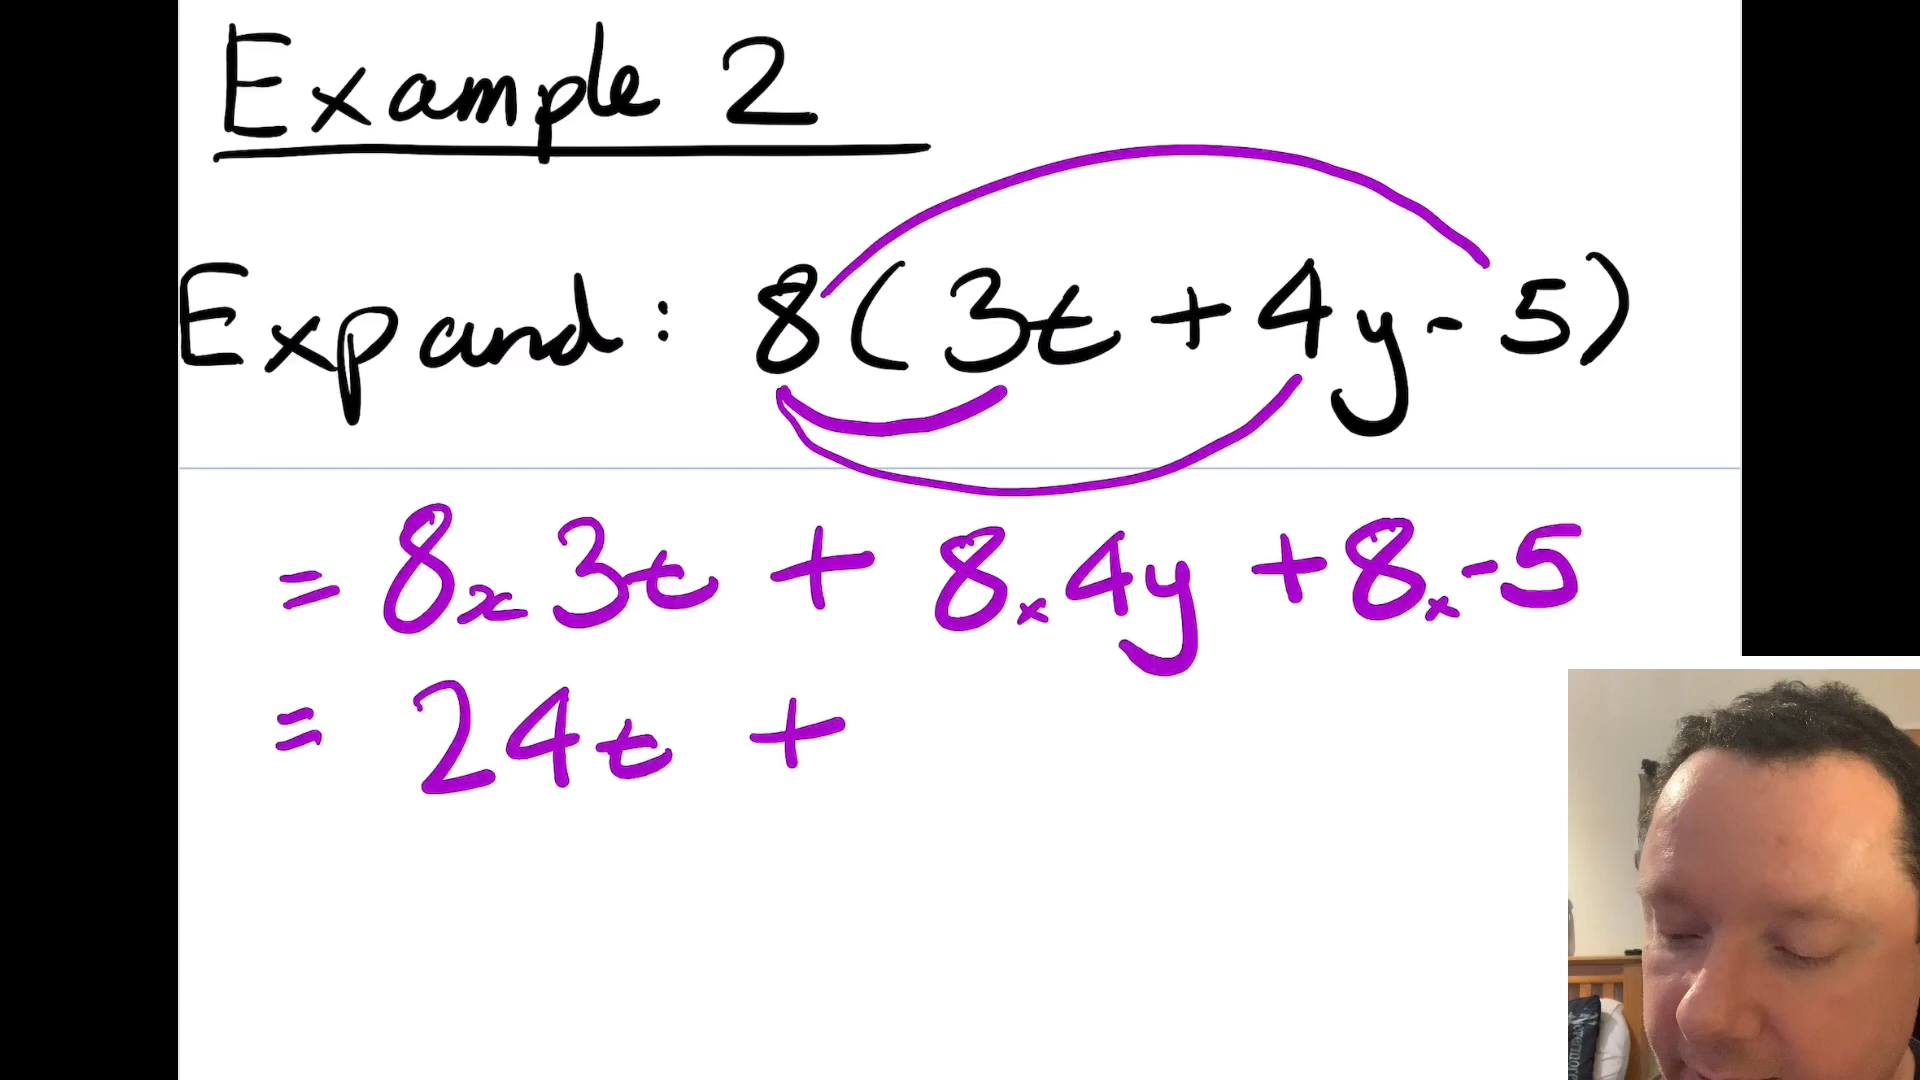 Example 2
Expand: 8(3t + 4y - 5)
= 8x3t + 8x4y + 8x-5
= 24t +